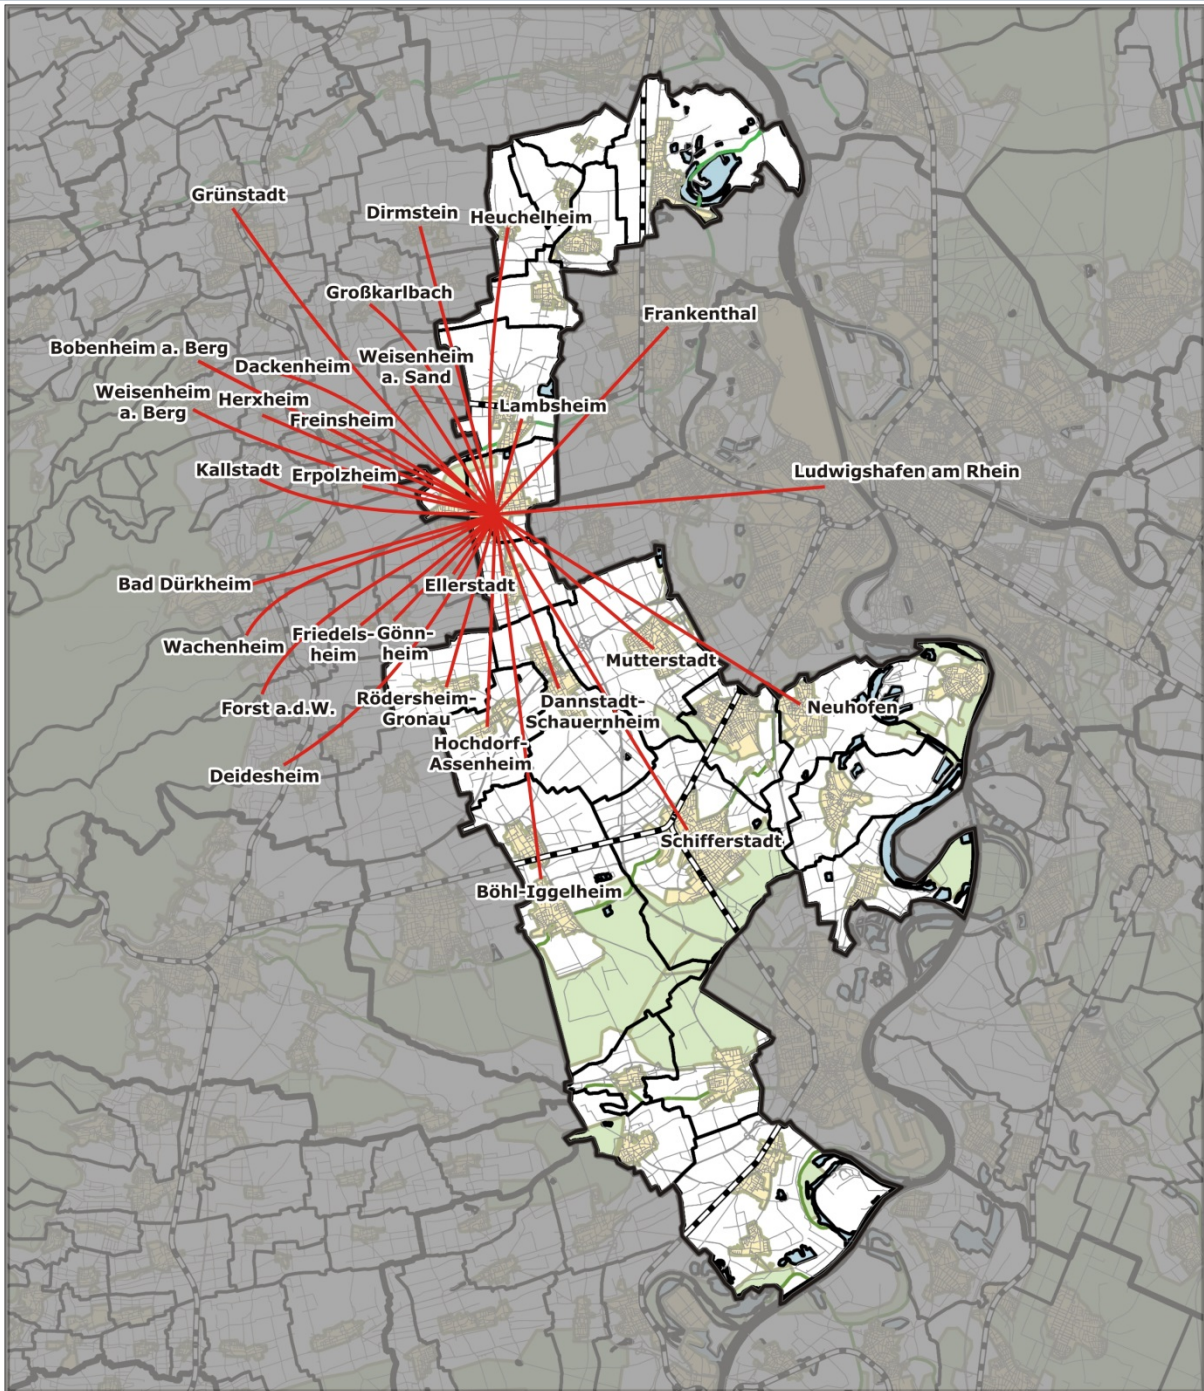 Grünstadt
Dirmstein
Heuchelheim
Großkarlbach
Frankenthal
Bobenheim a. Berg
Dackenheim
Weisenheim
a. Sand
Weisenheim
a. Berg
Herxheim
Freinsheim
Lambsheim
Kallstadt
Erpolzheim
Ludwigshafen am Rhein
Bad Dürkheim
Ellerstadt
Wachenheim
Friedels-
heim
Gönn-
heim
Mutterstadt
Forst a.d.W.
Rödersheim-
Gronau
Dannstadt-
Schauernheim
Neuhofen
Hochdorf-
Assenheim
Deidesheim
Schifferstadt
Böhl-Iggelheim